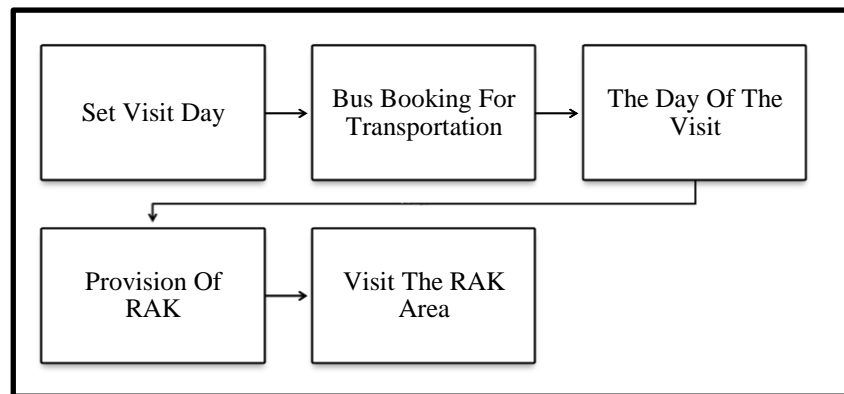 Set Visit Day
Bus Booking For
Transportation
The Day Of The
Visit
Provision Of
RAK
Visit The RAK
Area